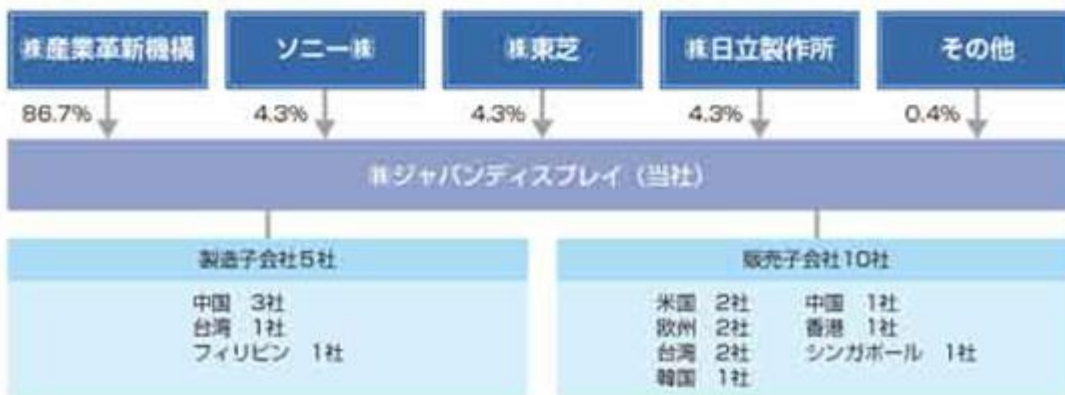 ㈱産業革新機構 ソニー㈱ ㈱東芝 ㈱日立製作所 その他
86.7% 4.3% 4.3% 4.3% 0.4%
㈱ジャパンディスプレイ（当社）
製造子会社5社
中国 3社
台湾 1社
フィリピン 1社
販売子会社10社
米国 2社 中国 1社
欧州 2社 香港 1社
台湾 2社 シンガポール 1社
韓国 1社